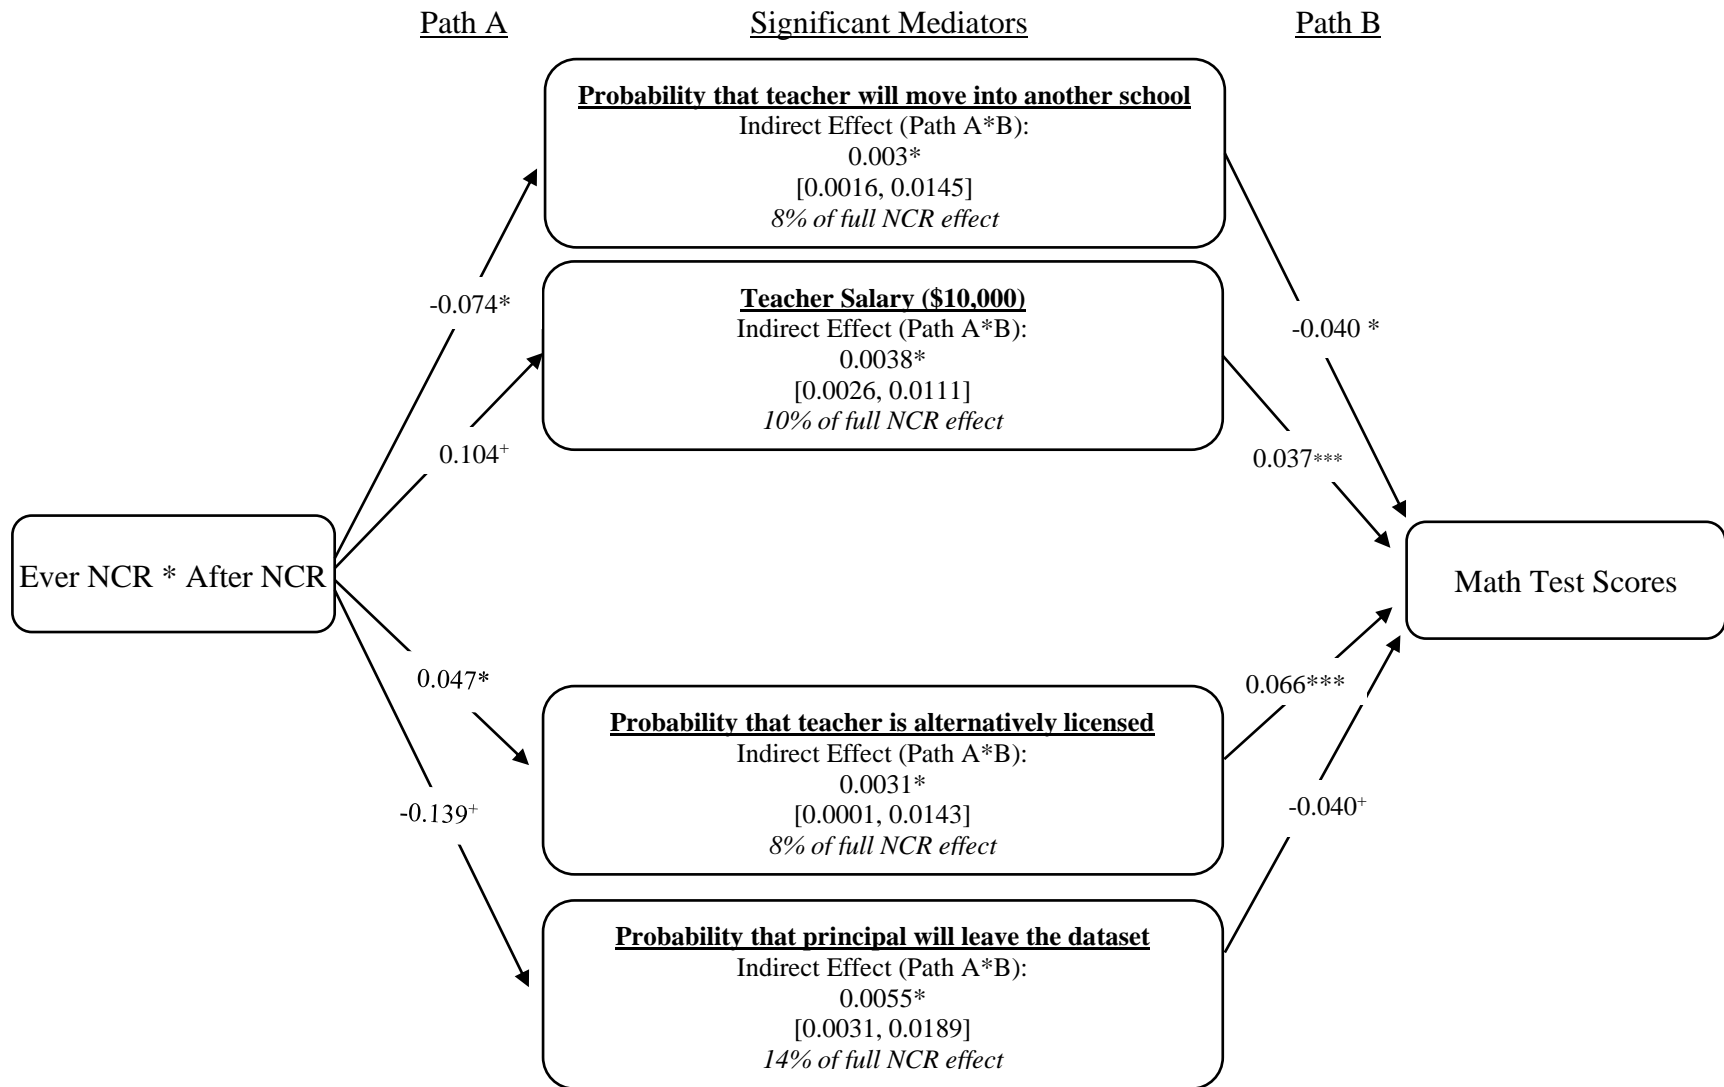 Path A
Significant Mediators
Path B
Probability that teacher will move into another school
Indirect Effect (Path A*B):
0.003*
[0.0016, 0.0145]
8% of full NCR effect
-0.074*
-0.040 *
Teacher Salary ($10,000)
Indirect Effect (Path A*B):
0.0038*
[0.0026, 0.0111]
10% of full NCR effect
0.104+
0.037***
Ever NCR * After NCR
Math Test Scores
0.047*
0.066***
Probability that teacher is alternatively licensed
Indirect Effect (Path A*B):
0.0031*
[0.0001, 0.0143]
8% of full NCR effect
-0.139+
-0.040+
Probability that principal will leave the dataset
Indirect Effect (Path A*B):
0.0055*
[0.0031, 0.0189]
14% of full NCR effect